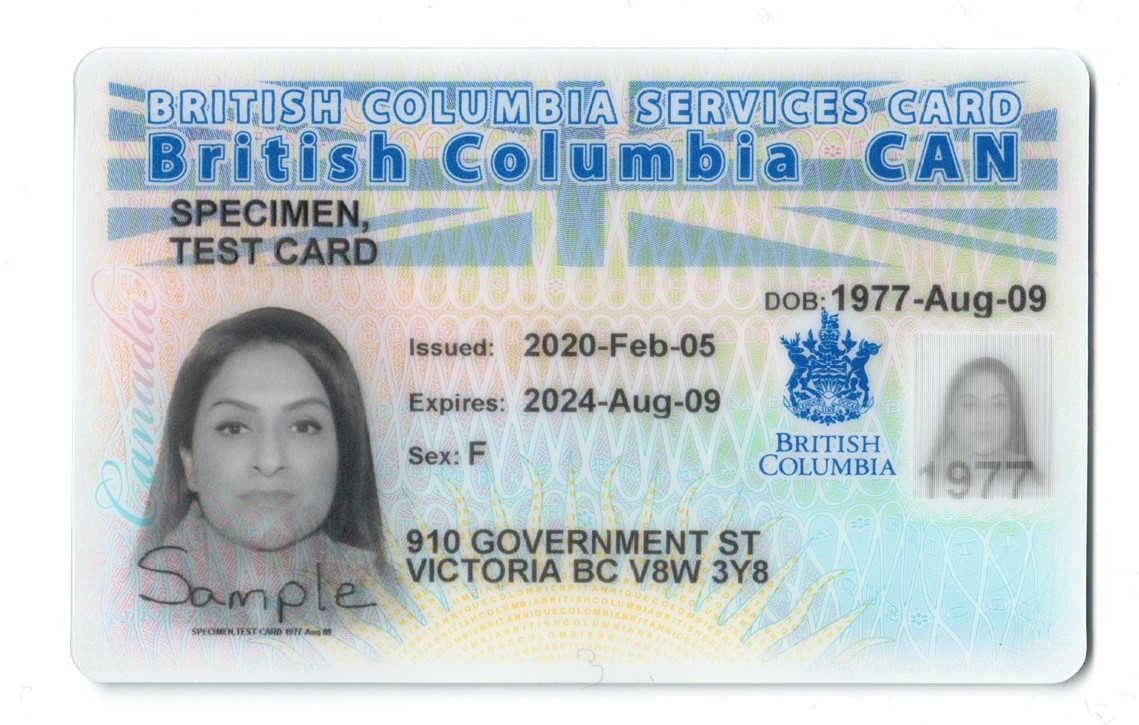 BRITISH COLUMBIA SERVICES CARD
British Columbia CAN
SPECIMEN,
TEST CARD
DOB: 1977-Aug-09
Canada
Issued: 2020-Feb-05
Expires: 2024-Aug-09
Sex: F
BRITISH
COLUMBIA
1977
910 GOVERNMENT ST
VICTORIA BC V8W 3Y8
Sample
SPECIMEN,TEST CARD 1977-Aug-09